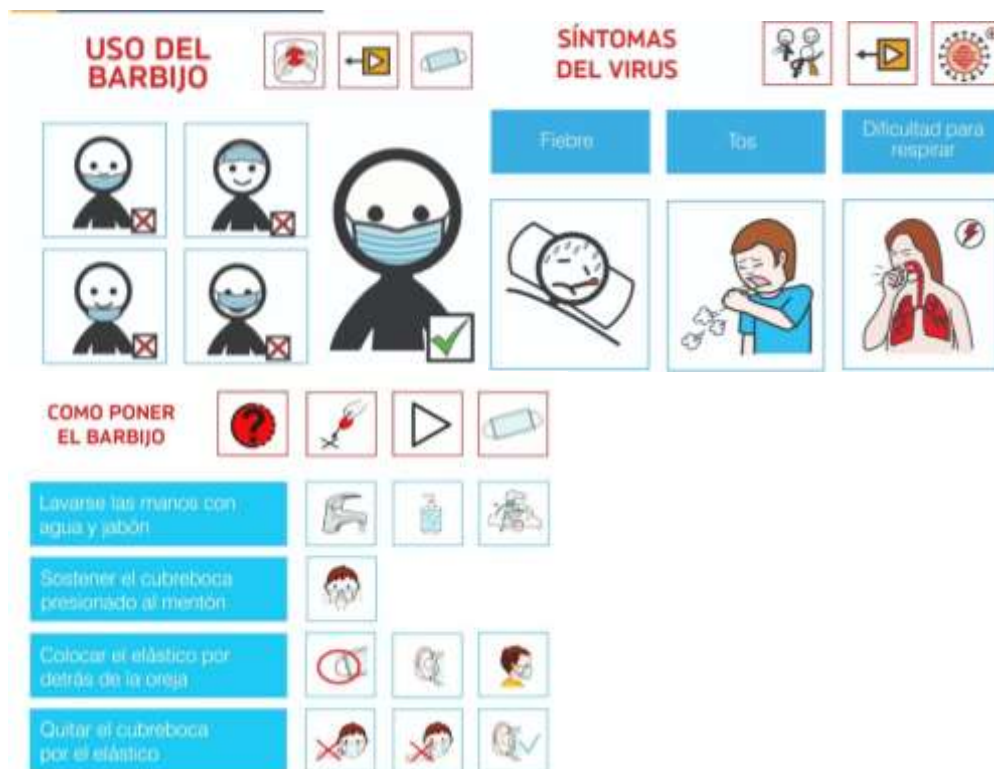 USO DEL
BARBIJO
SÍNTOMAS
DEL VIRUS
Fiebre
Tos
Dificultad para
respirar
COMO PONER
EL BARBIJO
Lavarse las manos con
agua y jabón
Sostener el cubreboca
presionado al mentón
Colocar el elástico por
detrás de la oreja
Quitar el cubreboca
por el elástico